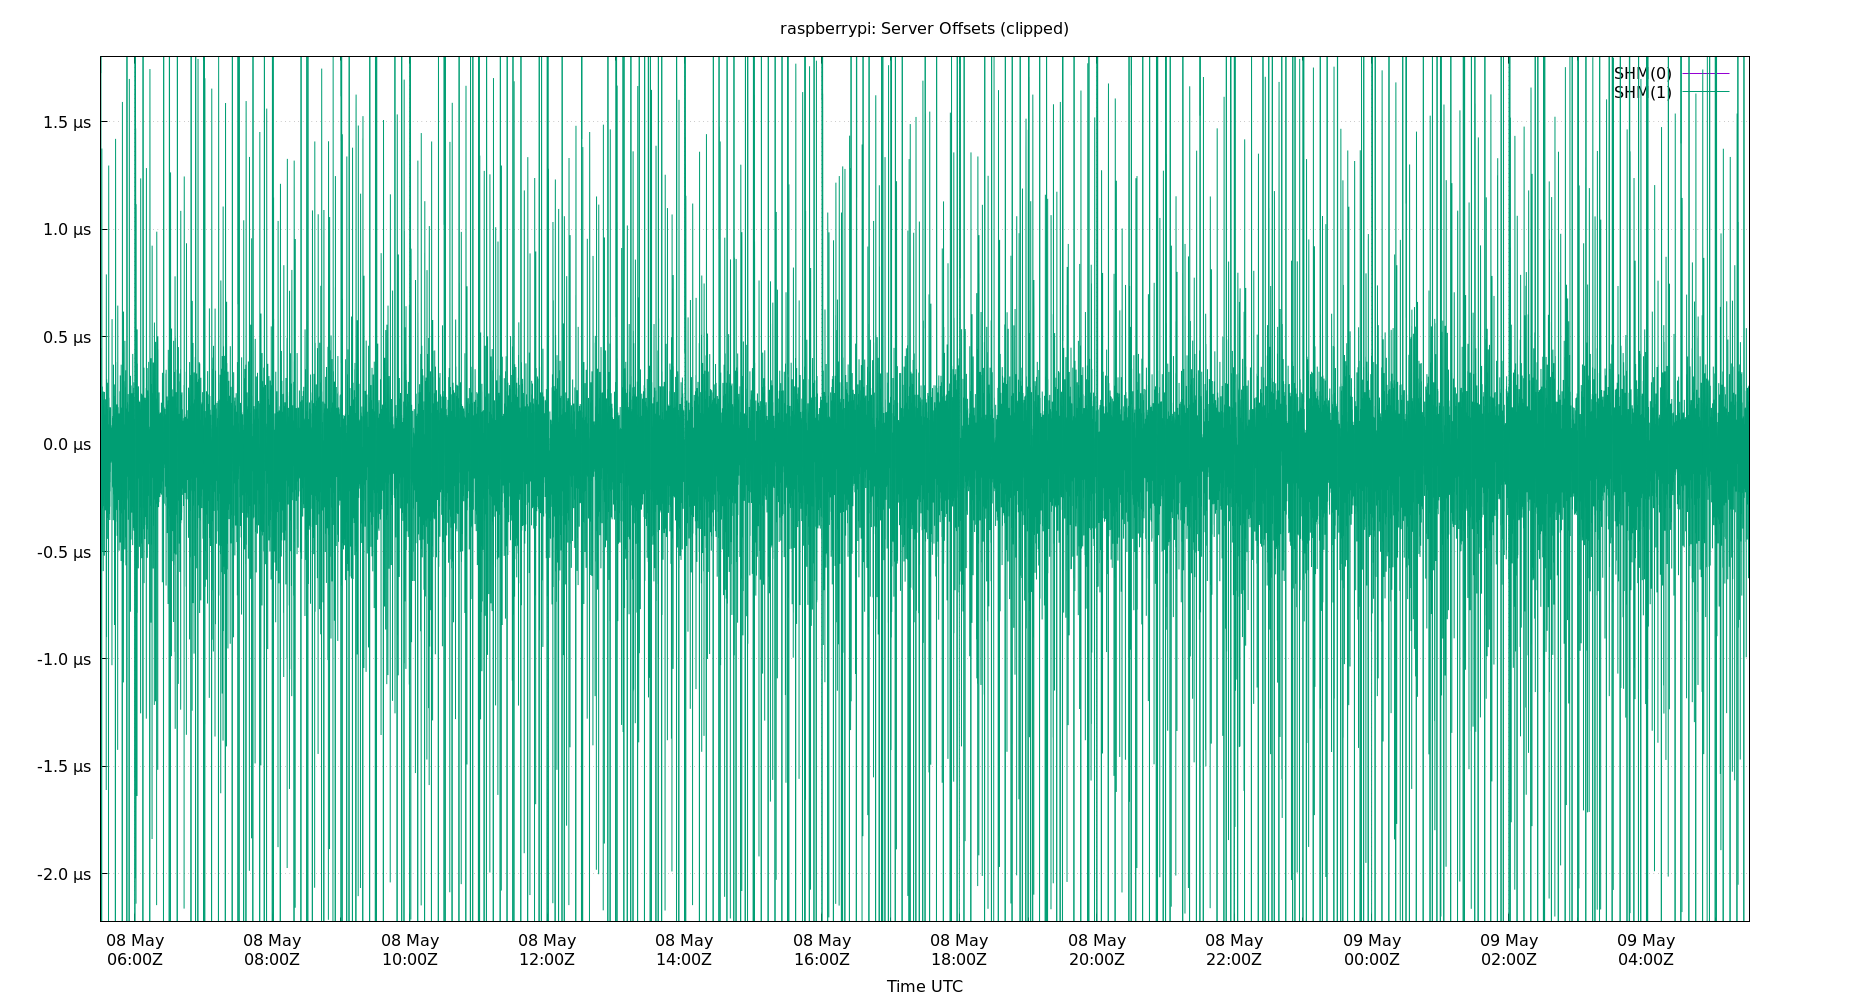 raspberrypi: Server Offsets (clipped)
SHM(0)
SHM(1)
1.5 µs
1.0 µs
0.5 µs
0.0 µs
-0.5 µs
-1.0 µs
-1.5 µs
-2.0 µs
08 May 08 May 08 May 08 May 08 May 08 May 08 May 08 May 08 May 09 May 09 May 09 May
06:00Z 08:00Z 10:00Z 12:00Z 14:00Z 16:00Z 18:00Z 20:00Z 22:00Z 00:00Z 02:00Z 04:00Z
Time UTC